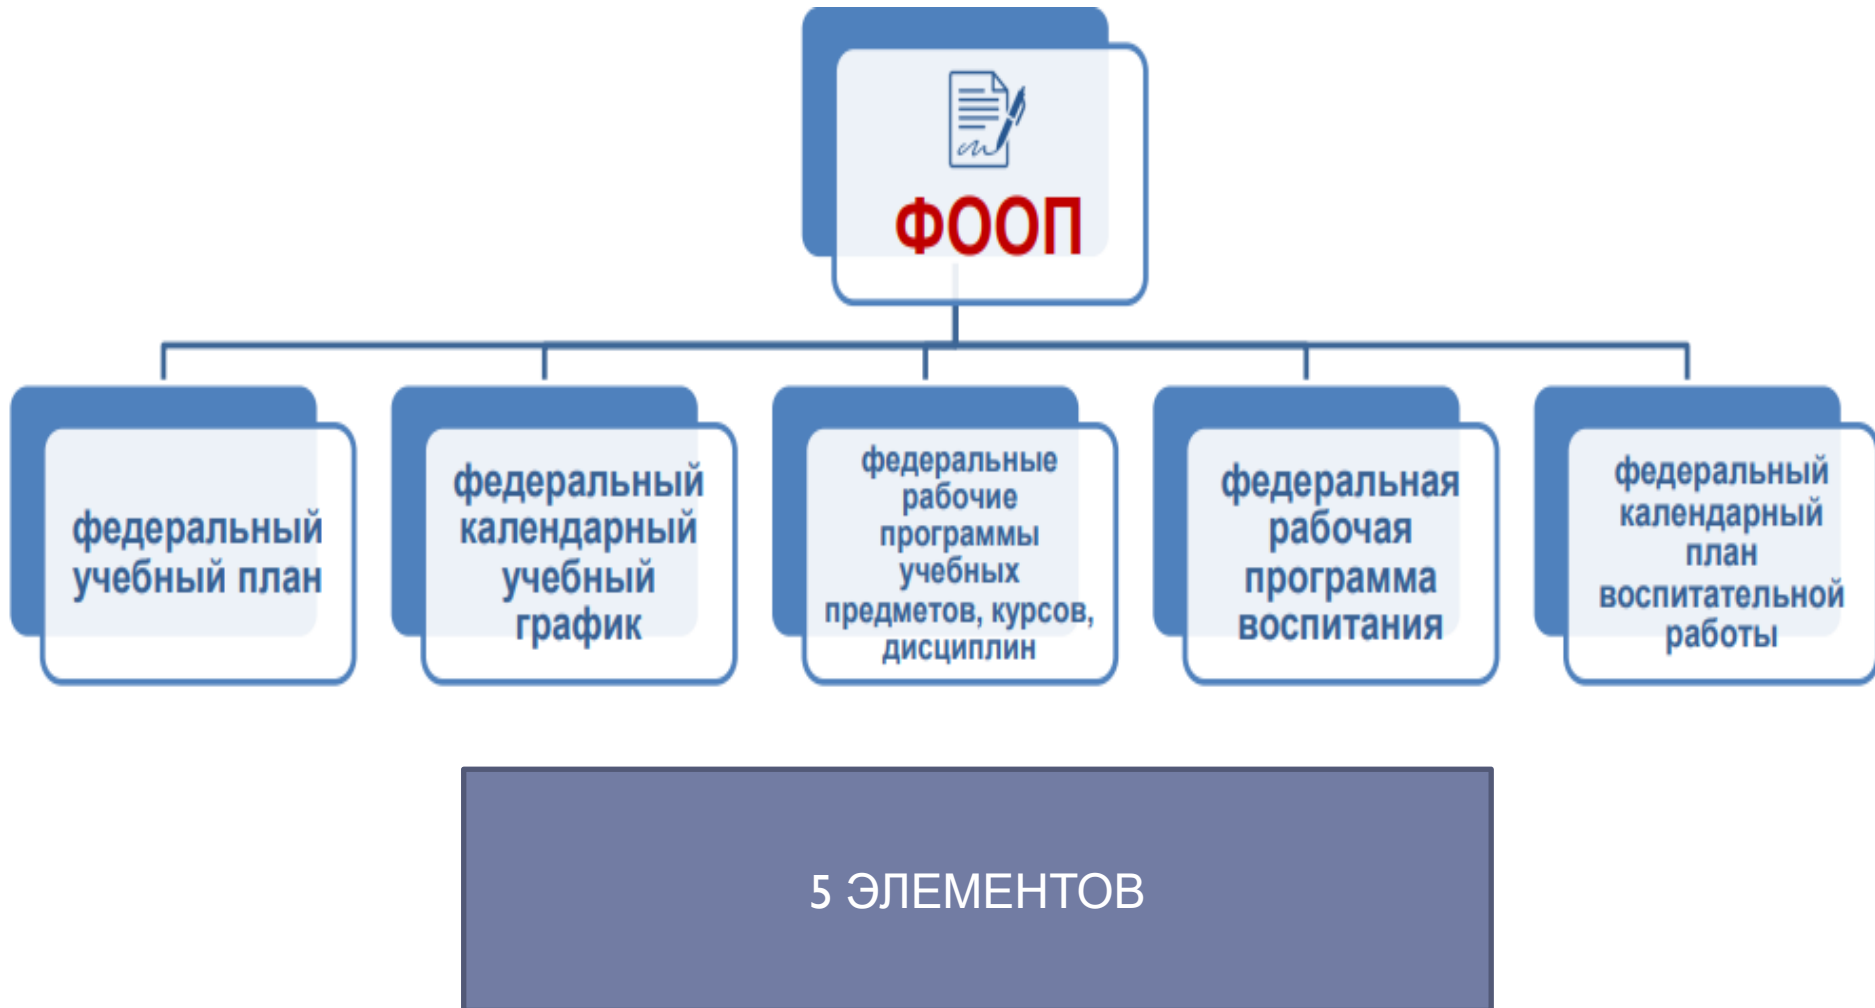 ФООП
федеральный
учебный план
федеральный
календарный
учебный
график
федеральные
рабочие
программы
учебных
предметов, курсов,
дисциплин
федеральная
рабочая
программа
воспитания
федеральный
календарный
план
воспитательной
работы
5 ЭЛЕМЕНТОВ